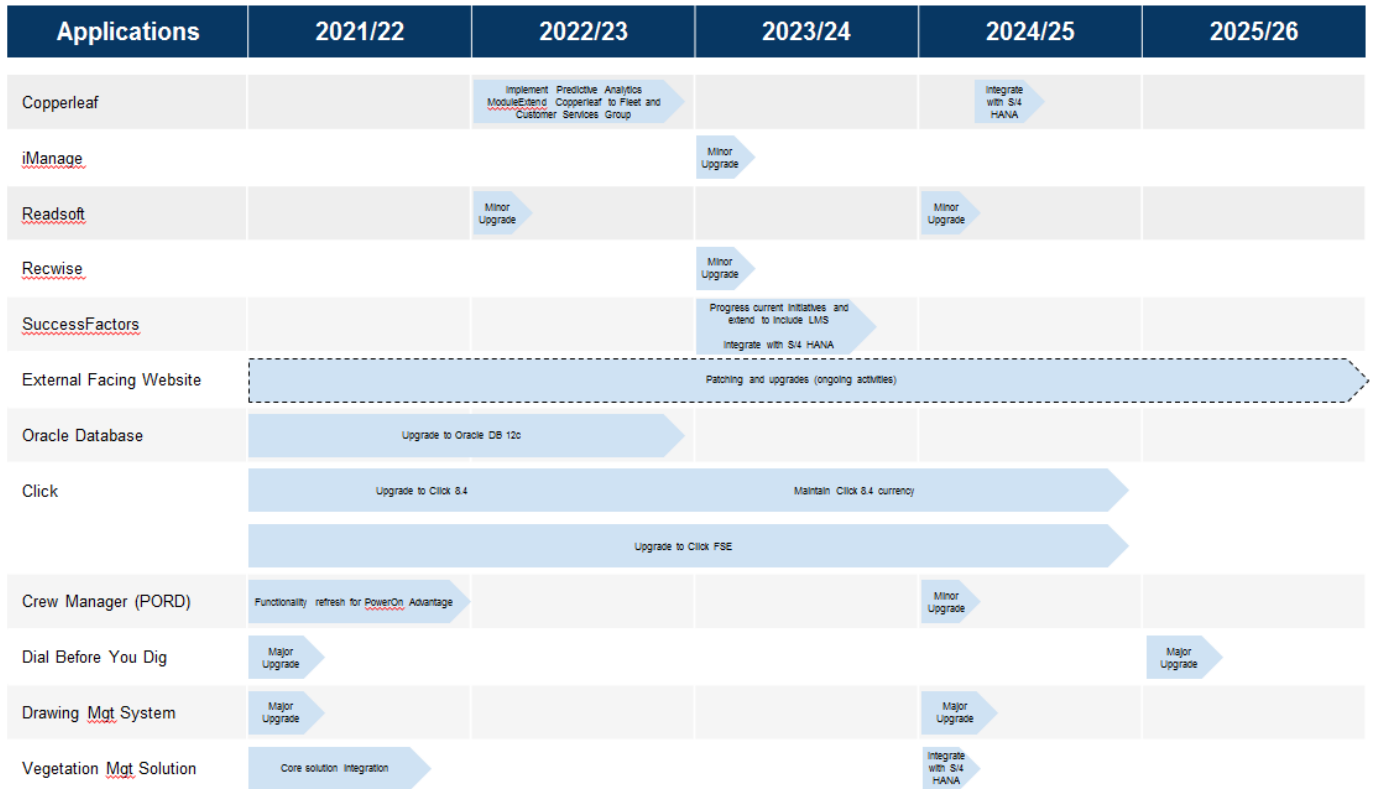 Applications 2021/22 2022/23 2023/24 2024/25 2025/26
Copperleaf
Implement Predictive Analytics
ModuleExtend Copperleaf to Fleet and
Customer Services Group
Integrate
with S/4
HANA
iManage
Minor
Upgrade
Readsoft
Minor
Upgrade
Minor
Upgrade
Recwise
Minor
Upgrade
SuccessFactors
Progress current initiatives and
extend to include LMS
Integrate with S/4 HANA
External Facing Website
Patching and upgrades (ongoing activities)
Oracle Database
Upgrade to Oracle DB 12c
Click
Upgrade to Click 8.4
Maintain Click 8.4 currency
Upgrade to Click FSE
Crew Manager (PORD)
Functionality refresh for PowerOn Advantage
Minor
Upgrade
Dial Before You Dig
Major
Upgrade
Major
Upgrade
Drawing Mgt System
Major
Upgrade
Major
Upgrade
Vegetation Mgt Solution
Core solution integration
Integrate
with S/4
HANA